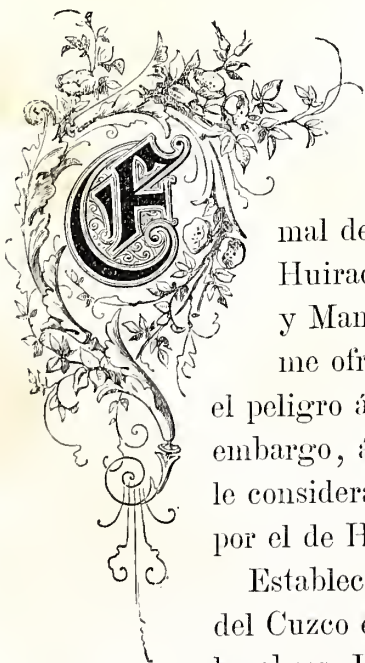 E
mal de
Huirac
y Man
me ofr
el peligro á
embargo, á
le considera
por el de H
Establec
del Cuzco e